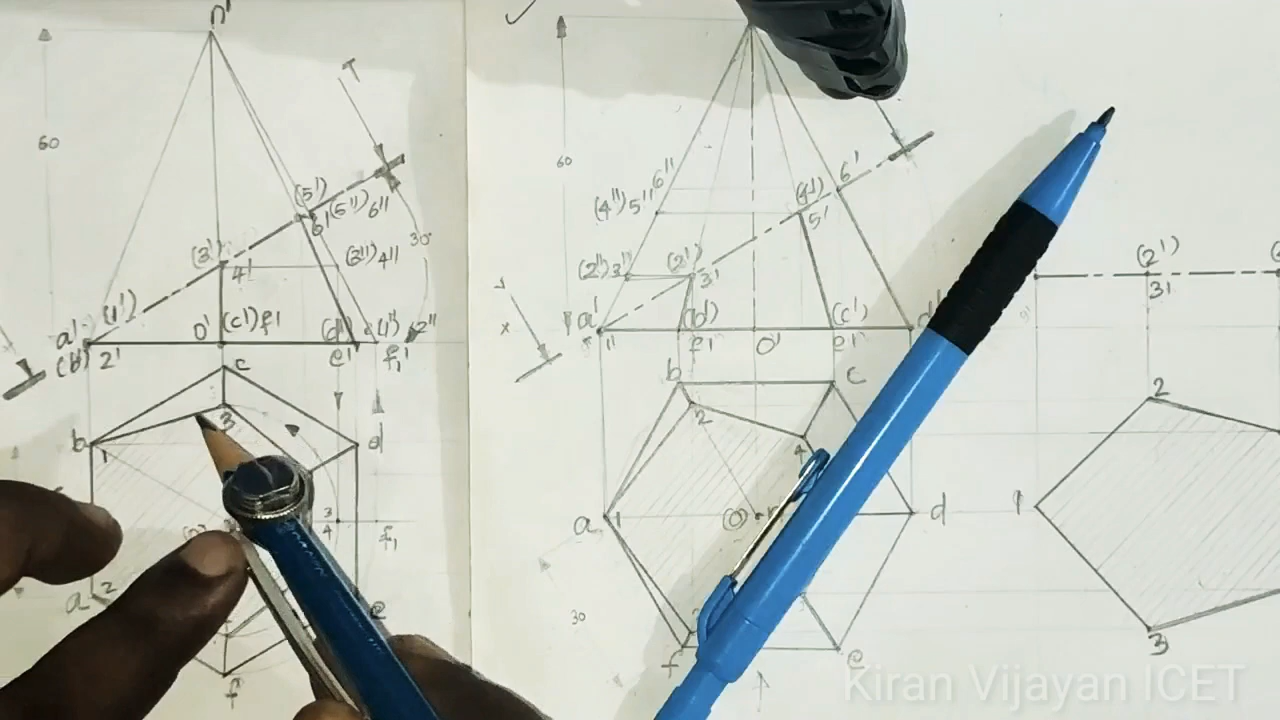 n'
60
T
(5')
(5")6"
6'
30
(3')
4'
(3")4"
(1')
a'
(b')
2'
o'
(c')f'
(d')
e'
(1")
2"
f₁'
c
b
1
3
d
3
4
f₁
a
2
e
f
60
6'
6"
(4")5"
(4')
5'
(2")3"
(2')
3'
a'
1'
(b')
f'
o'
(c')
e'
d'
X
b
c
2
4
a
1
(o)
d
30
f
e
(2')
3'
2
1
3
Kiran Vijayan ICET